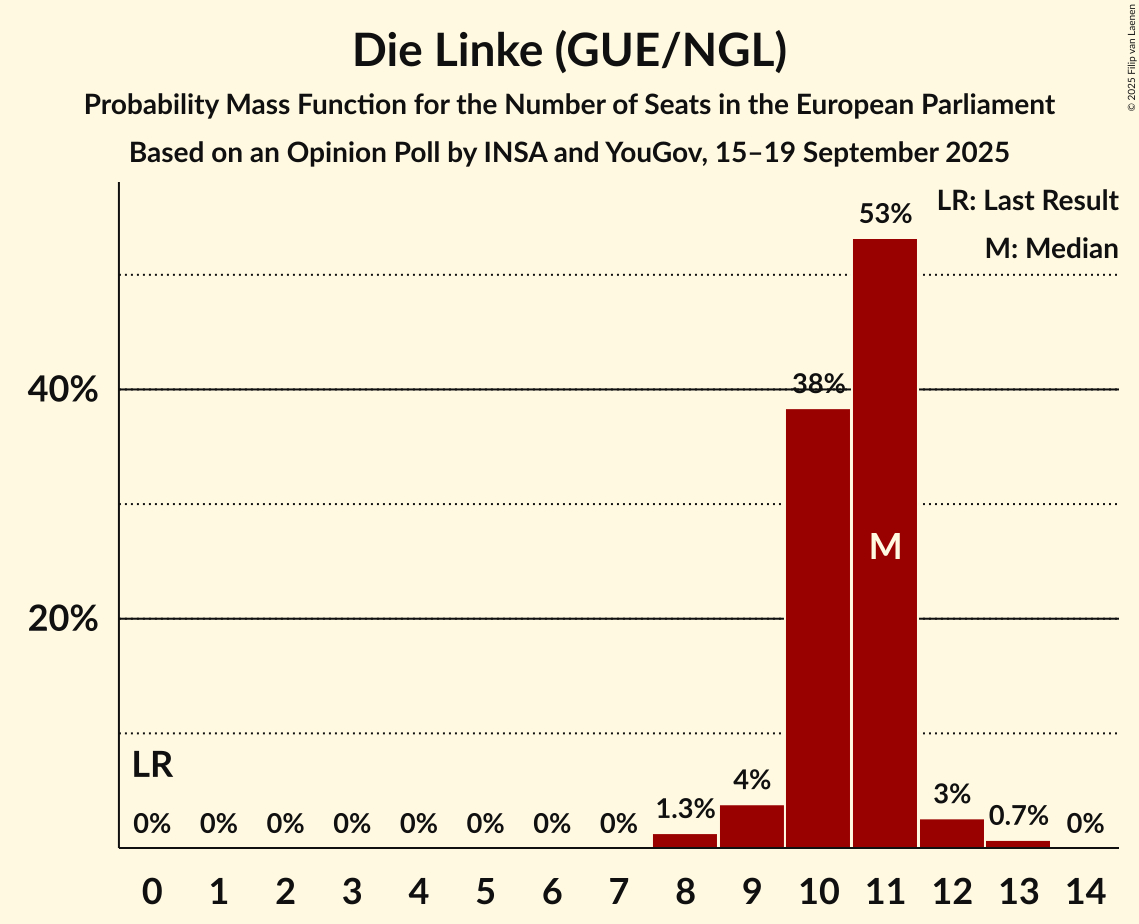 Die Linke (GUE/NGL)
Probability Mass Function for the Number of Seats in the European Parliament
Based on an Opinion Poll by INSA and YouGov, 15–19 September 2025
© 2025 Filip van Laenen
LR: Last Result
M: Median
53%
40%
38%
M
20%
LR
0% 0% 0% 0% 0% 0% 0% 0% 1.3% 4% 3% 0.7% 0%
0 1 2 3 4 5 6 7 8 9 10 11 12 13 14